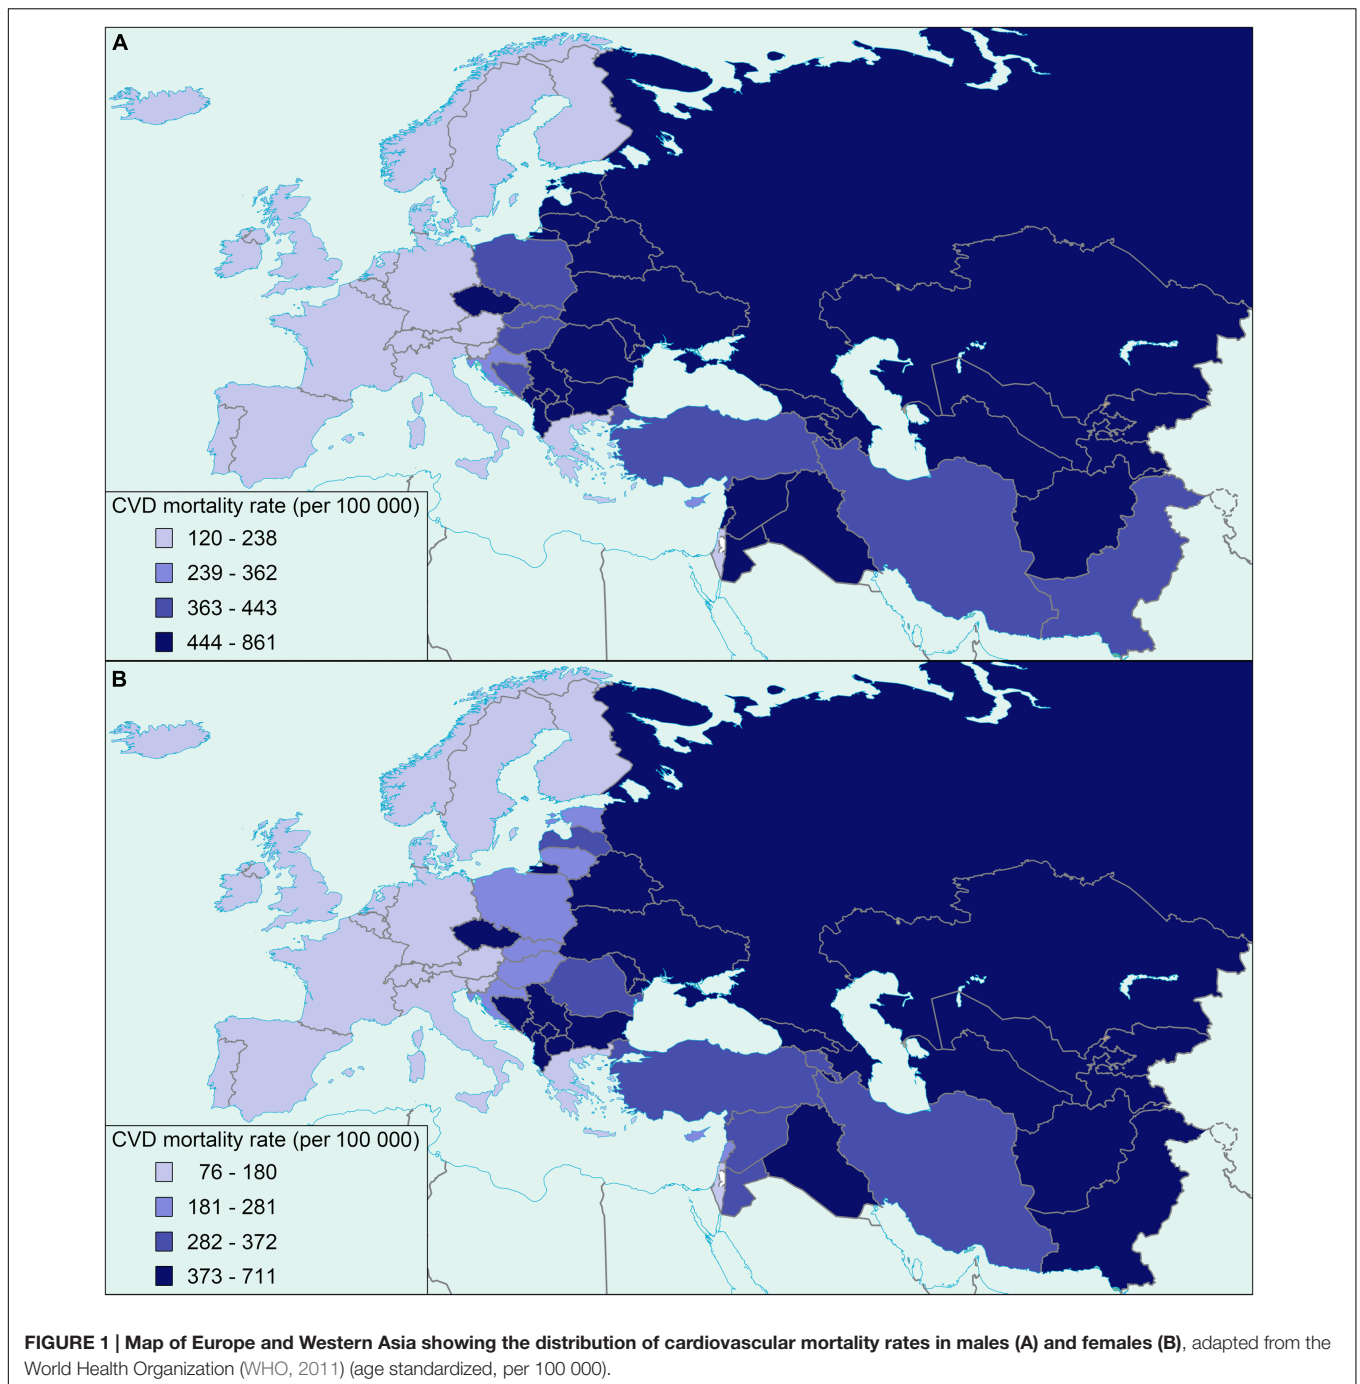 A
CVD mortality rate (per 100 000)
120 - 238
239 - 362
363 - 443
444 - 861
B
CVD mortality rate (per 100 000)
76 - 180
181 - 281
282 - 372
373 - 711
FIGURE 1 | Map of Europe and Western Asia showing the distribution of cardiovascular mortality rates in males (A) and females (B), adapted from the
World Health Organization (WHO, 2011) (age standardized, per 100 000).